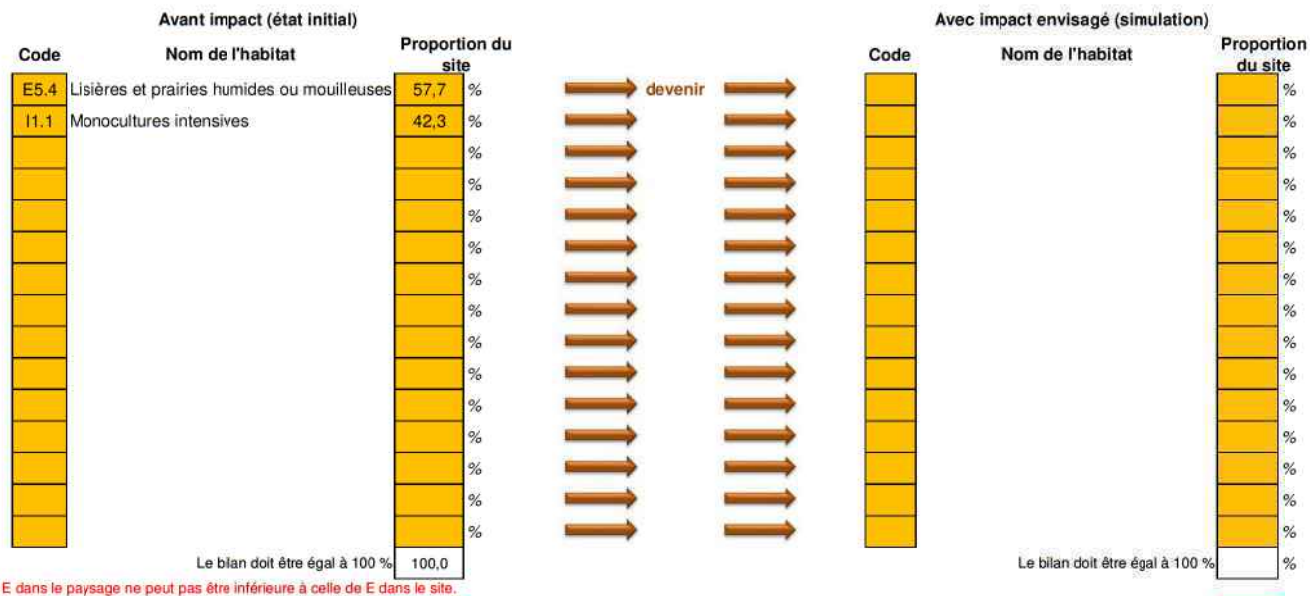 Avant impact (état initial)
Avec impact envisagé (simulation)
Code Nom de l'habitat Proportion du site
Code Nom de l'habitat Proportion du site
E5.4 Lisières et prairies humides ou mouilleuses 57,7 % devenir %
I1.1 Monocultures intensives 42,3 % %
% %
% %
% %
% %
% %
% %
% %
% %
% %
% %
% %
% %
% %
Le bilan doit être égal à 100 % 100,0 Le bilan doit être égal à 100 % %
E dans le paysage ne peut pas être inférieure à celle de E dans le site.